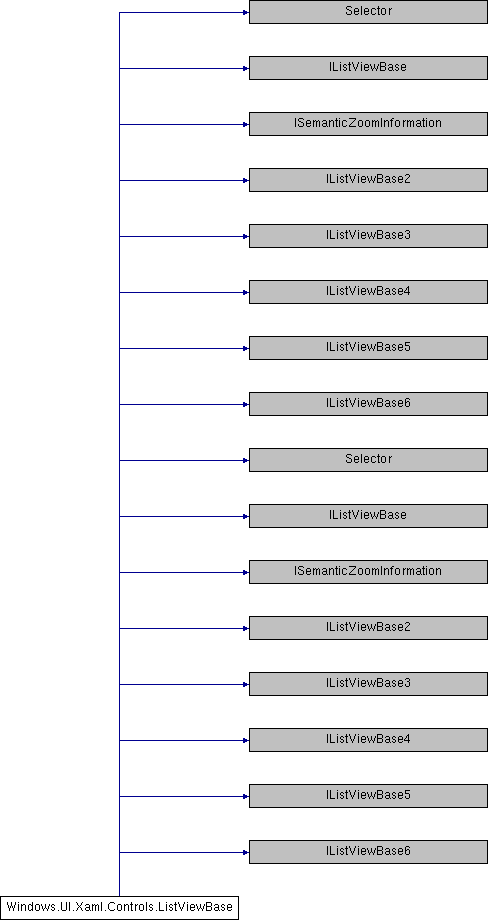 Selector
IListViewBase
ISemanticZoomInformation
IListViewBase2
IListViewBase3
IListViewBase4
IListViewBase5
IListViewBase6
Selector
IListViewBase
ISemanticZoomInformation
IListViewBase2
IListViewBase3
IListViewBase4
IListViewBase5
IListViewBase6
Windows.UI.Xaml.Controls.ListViewBase